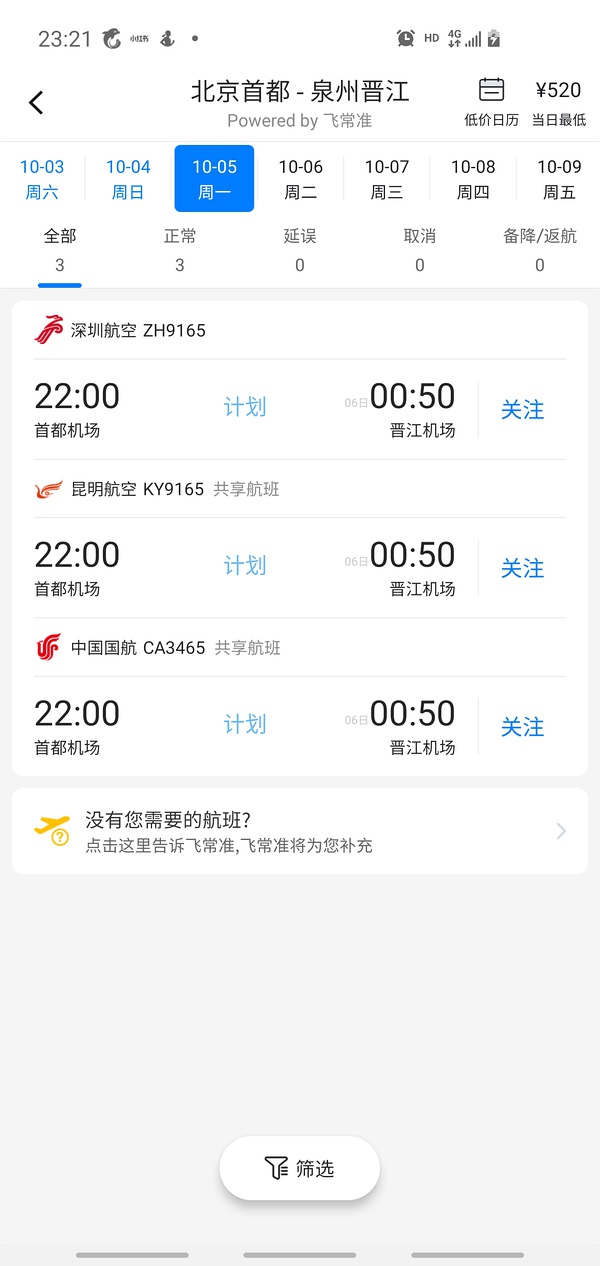 23:21
HD 4G
北京首都 - 泉州晋江
Powered by 飞常准
低价日历
¥520
当日最低
10-03 10-04 10-05 10-06 10-07 10-08 10-09
周六 周日 周一 周二 周三 周四 周五
全部 正常 延误 取消 备降/返航
3 3 0 0 0
深圳航空 ZH9165
22:00 计划 06日00:50 关注
首都机场 晋江机场
昆明航空 KY9165 共享航班
22:00 计划 06日00:50 关注
首都机场 晋江机场
中国国航 CA3465 共享航班
22:00 计划 06日00:50 关注
首都机场 晋江机场
没有您需要的航班?
点击这里告诉飞常准,飞常准将为您补充
筛选